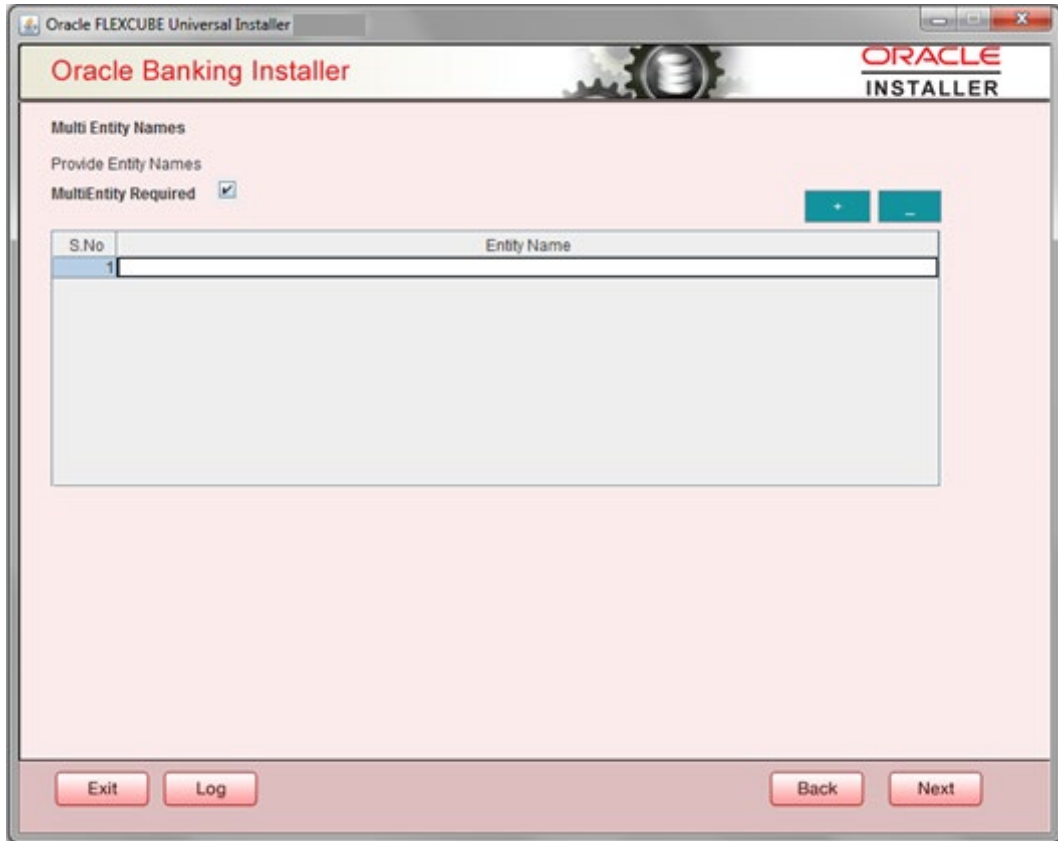 Oracle FLEXCUBE Universal Installer
Oracle Banking Installer
ORACLE
INSTALLER
Multi Entity Names
Provide Entity Names
MultiEntity Required
+ _
S.No Entity Name
1
Exit Log Back Next